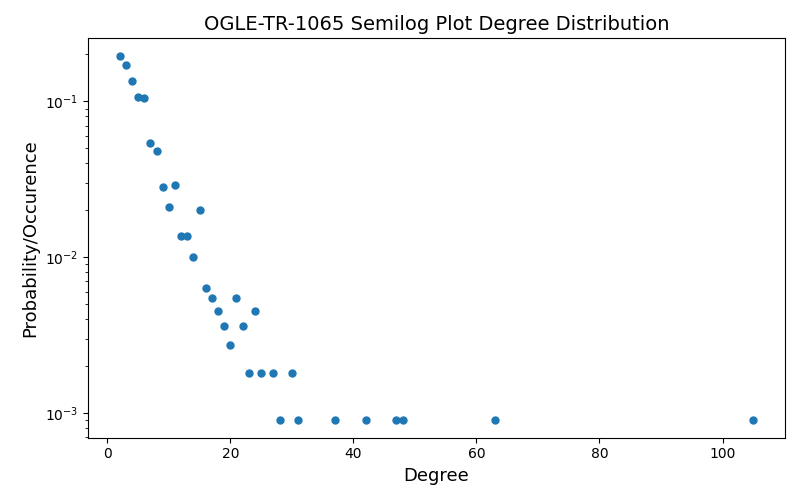 OGLE-TR-1065 Semilog Plot Degree Distribution
Probability/Occurence
10⁻¹
10⁻²
10⁻³
0 20 40 60 80 100
Degree